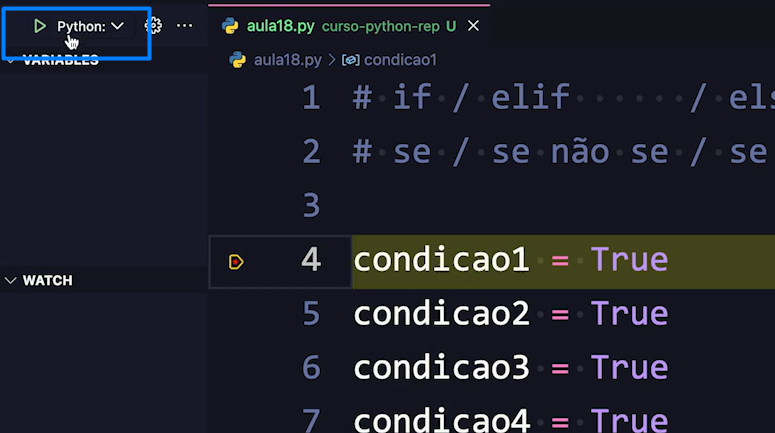 Python:
aula18.py curso-python-rep U
VARIABLES
aula18.py > condicao1
1 # if / elif / els
2 # se / se não se / se
3
4 condicao1 = True
WATCH
5 condicao2 = True
6 condicao3 = True
7 condicao4 = True